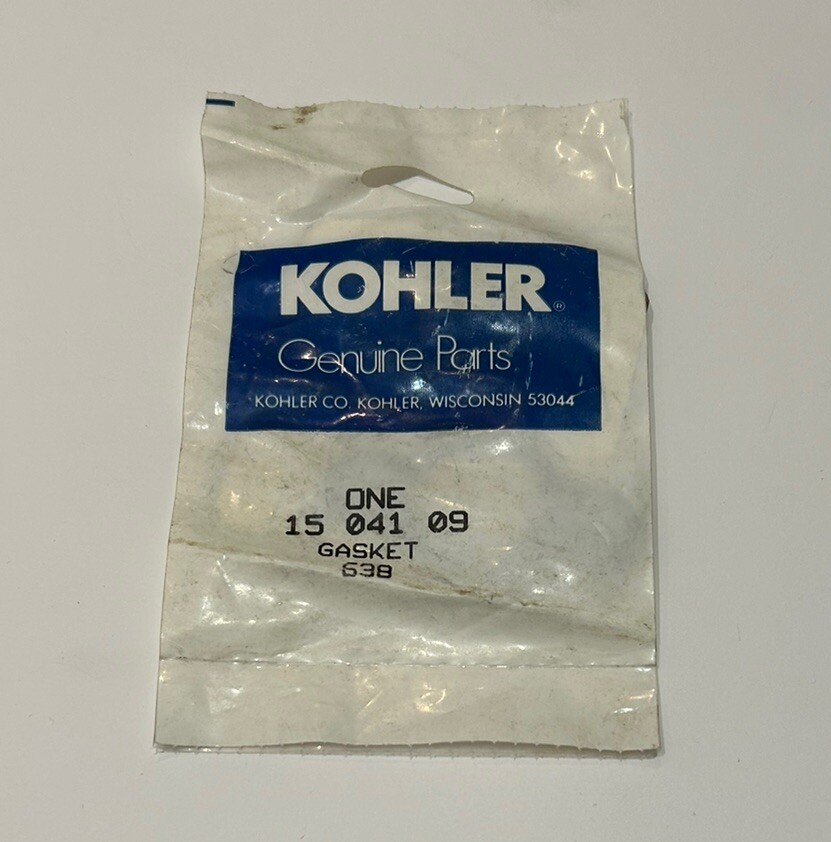 KOHLER®
Genuine Parts
KOHLER CO. KOHLER, WISCONSIN 53044
ONE
15 041 09
GASKET
638